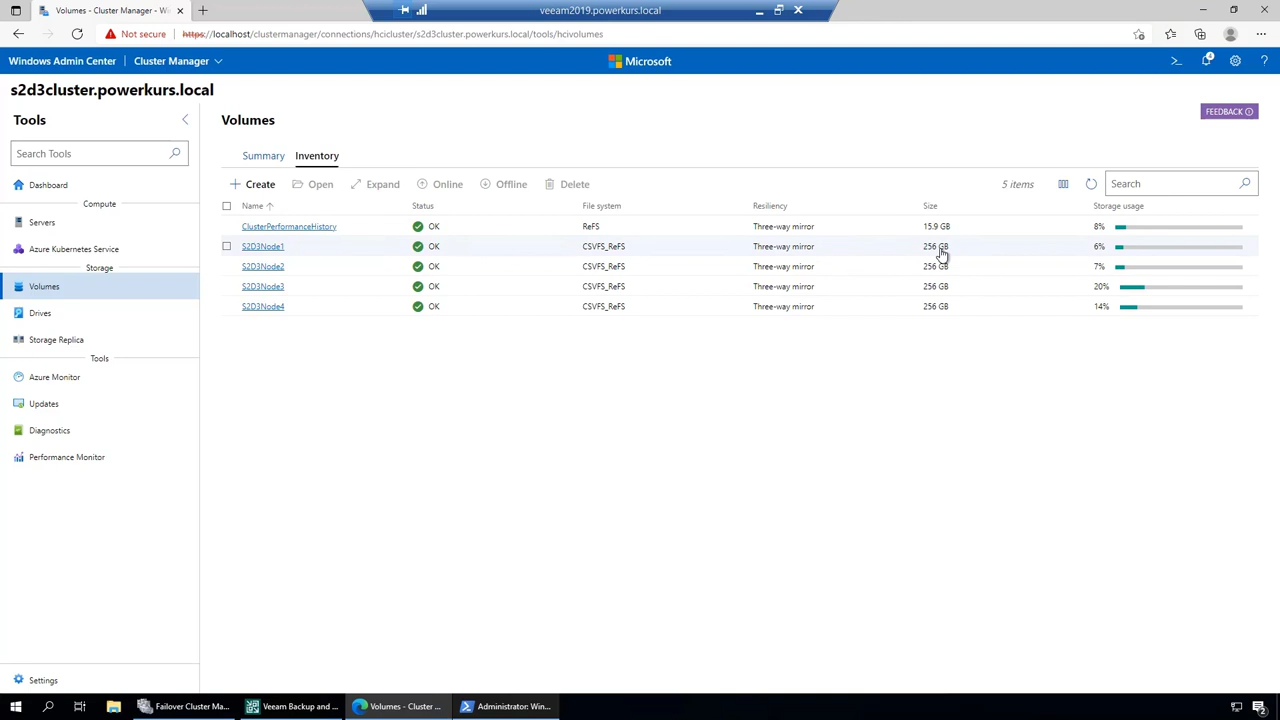 Volumes - Cluster Manager - Wi
veeam2019.powerkurs.local
Not secure
https://localhost/clustermanager/connections/hcicluster/s2d3cluster.powerkurs.local/tools/hcivolumes
Windows Admin Center
Cluster Manager
Microsoft
4
s2d3cluster.powerkurs.local
Tools
Search Tools
Dashboard
Compute
Servers
Azure Kubernetes Service
Storage
Volumes
Drives
Storage Replica
Tools
Azure Monitor
Updates
Diagnostics
Performance Monitor
Settings
Volumes
FEEDBACK
Summary Inventory
Create Open Expand Online Offline Delete 5 items Search
Name Status File system Resiliency Size Storage usage
ClusterPerformanceHistory OK ReFS Three-way mirror 15.9 GB 8%
S2D3Node1 OK CSVFS_ReFS Three-way mirror 256 GB 6%
S2D3Node2 OK CSVFS_ReFS Three-way mirror 256 GB 7%
S2D3Node3 OK CSVFS_ReFS Three-way mirror 256 GB 20%
S2D3Node4 OK CSVFS_ReFS Three-way mirror 256 GB 14%
Failover Cluster Ma... Veeam Backup and ... Volumes - Cluster ... Administrator: Win... 2